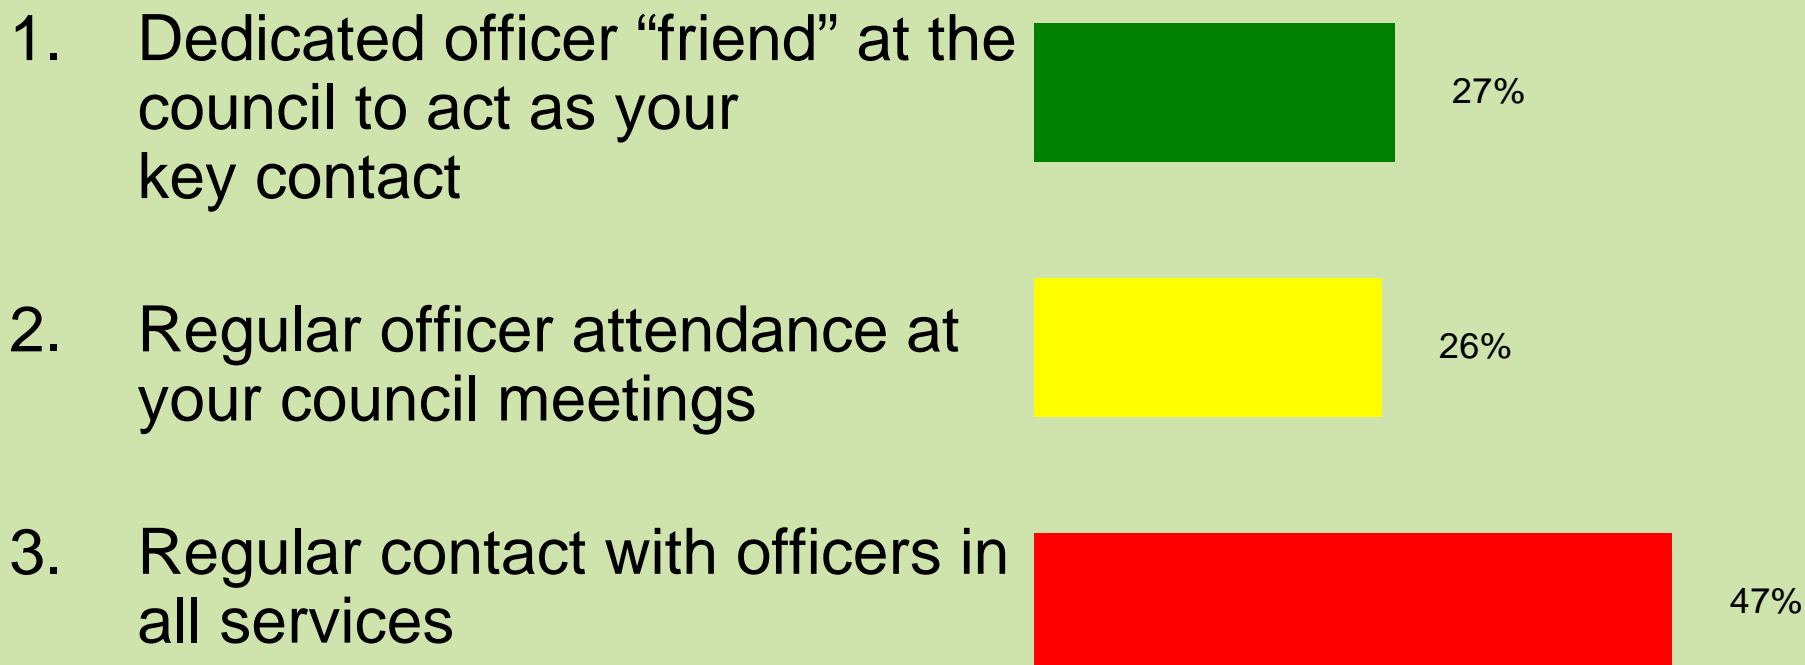 1. Dedicated officer “friend” at the
council to act as your
key contact
27%
2. Regular officer attendance at
your council meetings
26%
3. Regular contact with officers in
all services
47%